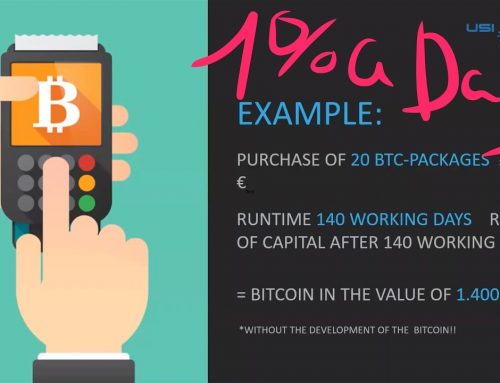 USI
1% a Day
EXAMPLE:
PURCHASE OF 20 BTC-PACKAGES
€
RUNTIME 140 WORKING DAYS R
OF CAPITAL AFTER 140 WORKING
= BITCOIN IN THE VALUE OF 1.400
*WITHOUT THE DEVELOPMENT OF THE BITCOIN!!